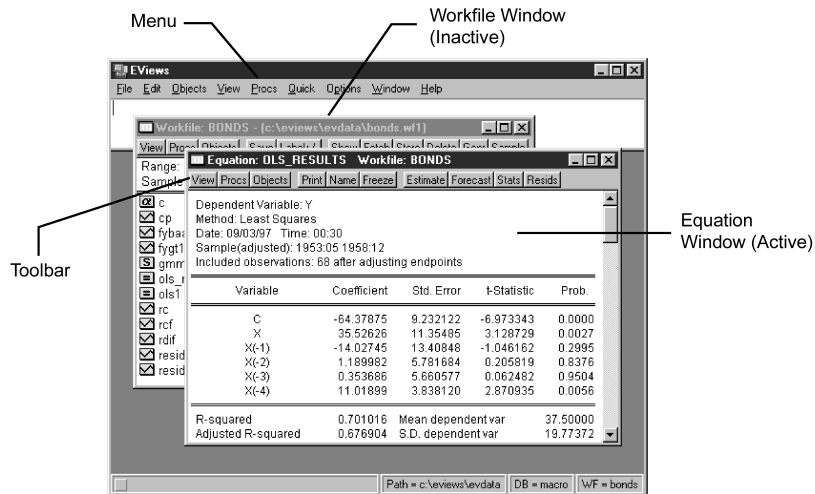 Menu
Workfile Window
(Inactive)
EViews
File Edit Objects View Procs Quick Options Window Help
Workfile: BONDS - [c:\eviews\evdata\bonds.wf1]
View Procs Objects Save Label+/- Show Fetch Store Delete Genr Sample
Range:
Sample
Equation: OLS_RESULTS Workfile: BONDS
View Procs Objects Print Name Freeze Estimate Forecast Stats Resids
c
cp
fybaa
fygt1
gmm
ols_r
ols1
rc
rcf
rdif
resid
resid
Dependent Variable: Y
Method: Least Squares
Date: 09/03/97 Time: 00:30
Sample(adjusted): 1953:05 1958:12
Included observations: 68 after adjusting endpoints
Variable Coefficient Std. Error t-Statistic Prob.
C -64.37875 9.232122 -6.973343 0.0000
X 35.52626 11.35485 3.128729 0.0027
X(-1) -14.02745 13.40848 -1.046162 0.2995
X(-2) 1.189982 5.781684 0.205819 0.8376
X(-3) 0.353686 5.660577 0.062482 0.9504
X(-4) 11.01899 3.838120 2.870935 0.0056
R-squared 0.701016 Mean dependent var 37.50000
Adjusted R-squared 0.676904 S.D. dependent var 19.77372
Toolbar
Equation
Window (Active)
Path = c:\eviews\evdata DB = macro WF = bonds